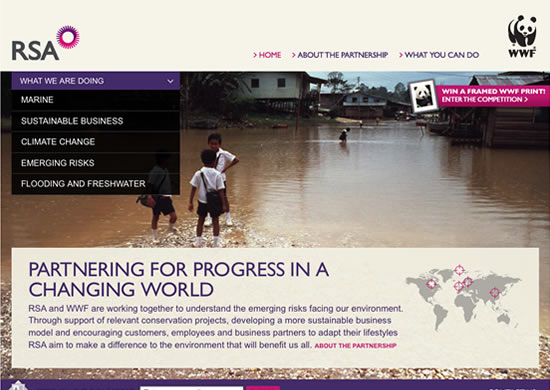 RSA
> HOME > ABOUT THE PARTNERSHIP > WHAT YOU CAN DO
WWF
WHAT WE ARE DOING
MARINE
SUSTAINABLE BUSINESS
CLIMATE CHANGE
EMERGING RISKS
FLOODING AND FRESHWATER
WIN A FRAMED WWF PRINT!
ENTER THE COMPETITION >
PARTNERING FOR PROGRESS IN A
CHANGING WORLD
RSA and WWF are working together to understand the emerging risks facing our environment.
Through support of relevant conservation projects, developing a more sustainable business
model and encouraging customers, employees and business partners to adapt their lifestyles
RSA aim to make a difference to the environment that will benefit us all. ABOUT THE PARTNERSHIP